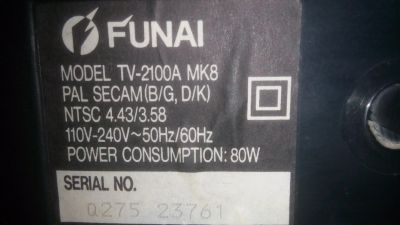 FUNAI
MODEL TV-2100A MK8
PAL SECAM(B/G, D/K)
NTSC 4.43/3.58
110V-240V~50Hz/60Hz
POWER CONSUMPTION: 80W
SERIAL NO.
Q275 23761